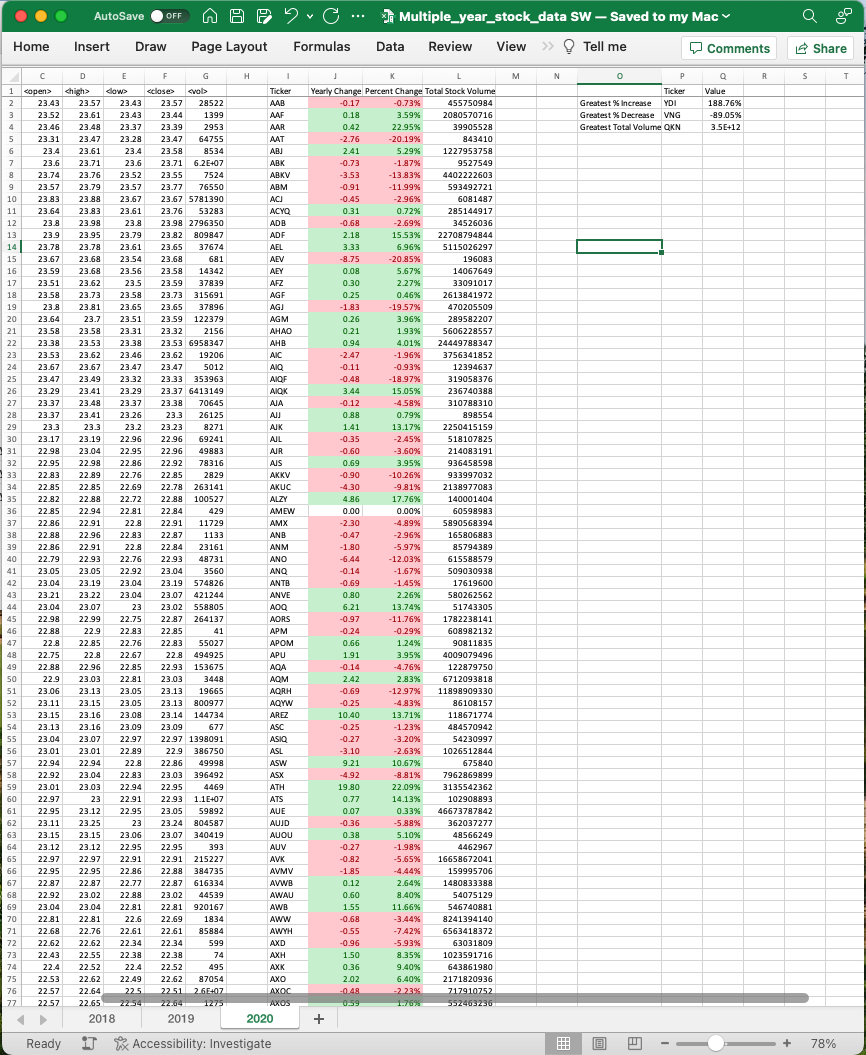 AutoSave OFF Multiple_year_stock_data SW — Saved to my Mac
Home Insert Draw Page Layout Formulas Data Review View Tell me Comments Share
C D E F G H I J K L M N O P Q R S T
1 <open> <high> <low> <close> <vol> Ticker Yearly Change Percent Change Total Stock Volume Ticker Value
2 23.43 23.57 23.43 23.57 28522 AAB -0.17 -0.73% 455750984 Greatest % Increase YDI 188.76%
3 23.52 23.61 23.43 23.44 1399 AAF 0.18 3.59% 2080570716 Greatest % Decrease VNG -89.05%
4 23.46 23.48 23.37 23.39 2953 AAR 0.42 22.95% 39905528 Greatest Total Volume QKN 3.5E+12
5 23.31 23.47 23.28 23.47 64755 AAT -2.76 -20.19% 843410
6 23.4 23.61 23.4 23.58 8534 ABJ 2.41 5.29% 1227953758
7 23.6 23.71 23.6 23.71 6.2E+07 ABK -0.73 -1.87% 9527549
8 23.74 23.76 23.52 23.55 7524 ABKV -3.53 -13.83% 4402222603
9 23.57 23.79 23.57 23.77 76550 ABM -0.91 -11.99% 593492721
10 23.83 23.88 23.67 23.67 5781390 ACJ -0.45 -2.96% 6081487
11 23.64 23.83 23.61 23.76 53283 ACYQ 0.31 0.72% 285144917
12 23.8 23.98 23.8 23.98 2796350 ADB -0.68 -2.69% 34526036
13 23.9 23.95 23.79 23.82 809847 ADF 2.18 15.53% 22708794844
14 23.78 23.78 23.61 23.65 37674 AEL 3.33 6.96% 5115026297
15 23.67 23.68 23.54 23.68 681 AEV -8.75 -20.85% 196083
16 23.59 23.68 23.56 23.58 14342 AEY 0.08 5.67% 14067649
17 23.51 23.62 23.5 23.59 37839 AFZ 0.30 2.27% 33091017
18 23.58 23.73 23.58 23.73 315691 AGF 0.25 0.46% 2613841972
19 23.8 23.81 23.65 23.65 37896 AGJ -1.83 -19.57% 470205509
20 23.64 23.7 23.51 23.59 122379 AGM 0.26 3.96% 289582207
21 23.58 23.58 23.31 23.32 2156 AHAO 0.21 1.93% 5606228557
22 23.38 23.53 23.38 23.53 6958347 AHB 0.94 4.01% 24449788347
23 23.53 23.62 23.46 23.62 19206 AIC -2.47 -1.96% 3756341852
24 23.67 23.67 23.47 23.47 5012 AIQ -0.11 -0.93% 12394637
25 23.47 23.49 23.32 23.33 353963 AIQF -0.48 -18.97% 319058376
26 23.29 23.41 23.29 23.37 6413149 AIQK 3.44 15.05% 236740388
27 23.37 23.48 23.37 23.38 70645 AJA -0.12 -4.58% 310788310
28 23.37 23.41 23.26 23.3 26125 AJJ 0.88 0.79% 898554
29 23.3 23.3 23.2 23.23 8271 AJK 1.41 13.17% 2250415159
30 23.17 23.19 22.96 22.96 69241 AJL -0.35 -2.45% 518107825
31 22.98 23.04 22.95 22.96 49883 AJR -0.60 -3.60% 214083191
32 22.95 22.98 22.86 22.92 78316 AJS 0.69 3.95% 936458598
33 22.83 22.89 22.76 22.85 2829 AKKV -0.90 -10.26% 933997032
34 22.85 22.85 22.69 22.78 263141 AKUC -4.30 -9.81% 2138977083
35 22.82 22.88 22.72 22.88 100527 ALZY 4.86 17.76% 140001404
36 22.85 22.94 22.81 22.84 429 AMEW 0.00 0.00% 60598983
37 22.86 22.91 22.8 22.91 11729 AMX -2.30 -4.89% 5890568394
38 22.88 22.96 22.83 22.87 1133 ANB -0.47 -2.96% 165806883
39 22.86 22.91 22.8 22.84 23161 ANM -1.80 -5.97% 85794389
40 22.79 22.93 22.76 22.93 48731 ANO -6.44 -12.03% 615588579
41 23.05 23.05 22.92 23.04 3560 ANQ -0.14 -1.67% 509030938
42 23.04 23.19 23.04 23.19 574826 ANTB -0.69 -1.45% 17619600
43 23.21 23.22 23.04 23.07 421244 ANVE 0.80 2.26% 580262562
44 23.04 23.07 23 23.02 558805 AOQ 6.21 13.74% 51743305
45 22.98 22.99 22.75 22.87 264137 AORS -0.97 -11.76% 1782238141
46 22.88 22.9 22.83 22.85 41 APM -0.24 -0.29% 608982132
47 22.8 22.85 22.76 22.83 55027 APOM 0.66 1.24% 90811835
48 22.75 22.8 22.67 22.8 494925 APU 1.91 3.95% 4009079496
49 22.88 22.96 22.85 22.93 153675 AQA -0.14 -4.76% 122879750
50 22.9 23.03 22.81 23.03 3448 AQM 2.42 2.83% 6712093818
51 23.06 23.13 23.05 23.13 19665 AQRH -0.69 -12.97% 11898909330
52 23.11 23.15 23.05 23.13 800977 AQYW -0.25 -4.83% 86108157
53 23.15 23.16 23.08 23.14 144734 AREZ 10.40 13.71% 118671774
54 23.13 23.16 23.09 23.09 677 ASC -0.25 -1.23% 484570942
55 23.04 23.07 22.97 22.97 1398091 ASIQ -0.27 -3.20% 54230997
56 23.01 23.01 22.89 22.9 386750 ASL -3.10 -2.63% 1026512844
57 22.94 22.94 22.8 22.86 49998 ASW 9.21 10.67% 675840
58 22.92 23.04 22.83 23.03 396492 ASX -4.92 -8.81% 7962869899
59 23.01 23.03 22.94 22.95 4469 ATH 19.80 22.09% 3135542362
60 22.97 23 22.91 22.93 1.1E+07 ATS 0.77 14.13% 102908893
61 22.95 23.12 22.95 23.05 59892 AUE 0.07 0.33% 46673787842
62 23.11 23.25 23 23.24 804587 AUJD -0.36 -5.88% 362037277
63 23.15 23.15 23.06 23.07 340419 AUOU 0.38 5.10% 48566249
64 23.12 23.12 22.95 22.95 393 AUV -0.27 -1.98% 4462967
65 22.97 22.97 22.91 22.91 215227 AVK -0.82 -5.65% 16658672041
66 22.95 22.95 22.86 22.88 384735 AVMV -1.85 -4.44% 159995706
67 22.87 22.87 22.77 22.87 616334 AVWB 0.12 2.64% 1480833388
68 22.92 23.02 22.88 23.02 44539 AWAU 0.60 8.40% 54075129
69 23.04 23.04 22.81 22.81 920167 AWB 1.55 11.66% 546740881
70 22.81 22.81 22.6 22.69 1834 AWW -0.68 -3.44% 8241394140
71 22.68 22.76 22.61 22.61 85884 AWYH -0.55 -7.42% 6563418372
72 22.62 22.62 22.34 22.34 599 AXD -0.96 -5.93% 63031809
73 22.43 22.55 22.38 22.38 74 AXH 1.50 8.35% 1023591716
74 22.4 22.52 22.4 22.52 495 AXK 0.36 9.40% 643861980
75 22.53 22.62 22.49 22.62 87054 AXO 2.02 6.40% 2171820936
76 22.57 22.64 22.5 22.51 2.6E+07 AXOC -0.48 -2.23% 717910752
77 22.57 22.65 22.54 22.64 1275 AXOS 0.59 1.76% 552463236
2018 2019 2020 +
Ready Accessibility: Investigate 78%